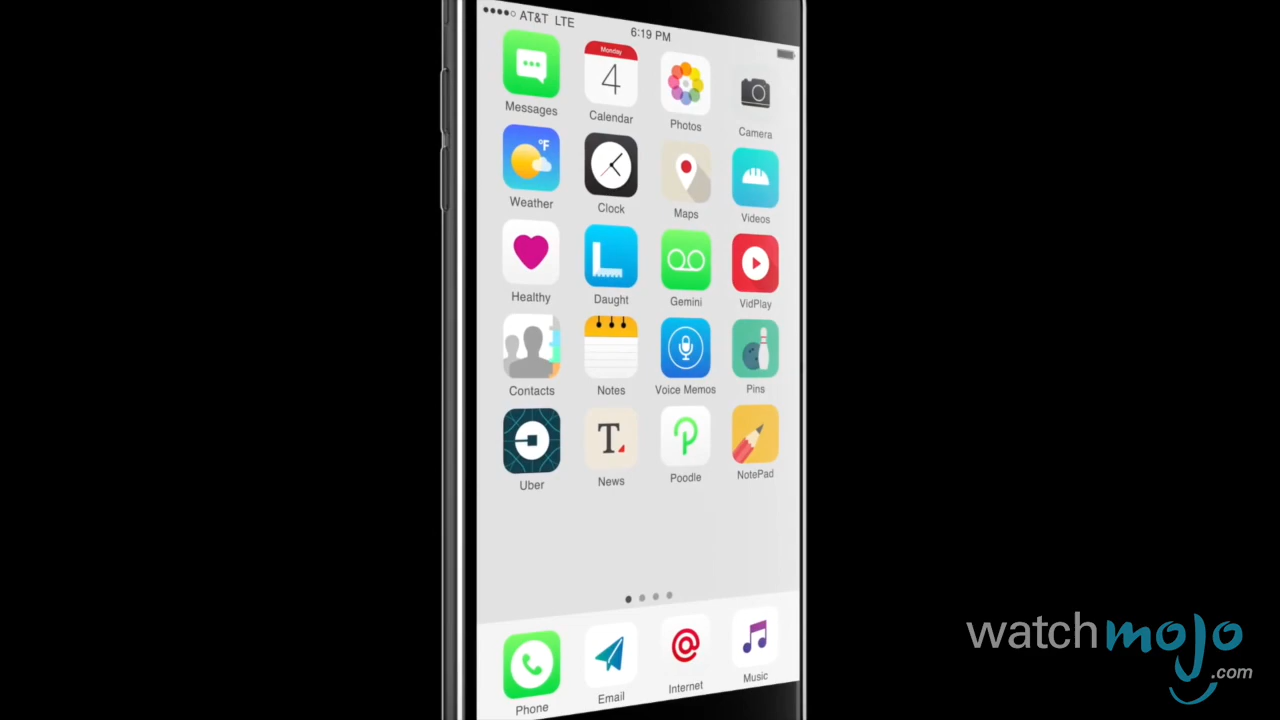 AT&T LTE
6:19 PM
Monday
4
Messages
Calendar
Photos
Camera
°F
Weather
Clock
Maps
Videos
Healthy
Daught
Gemini
VidPlay
Contacts
Notes
Voice Memos
Pins
T.
Uber
News
Poodle
NotePad
@
Phone
Email
Internet
Music
watchmojo
.com